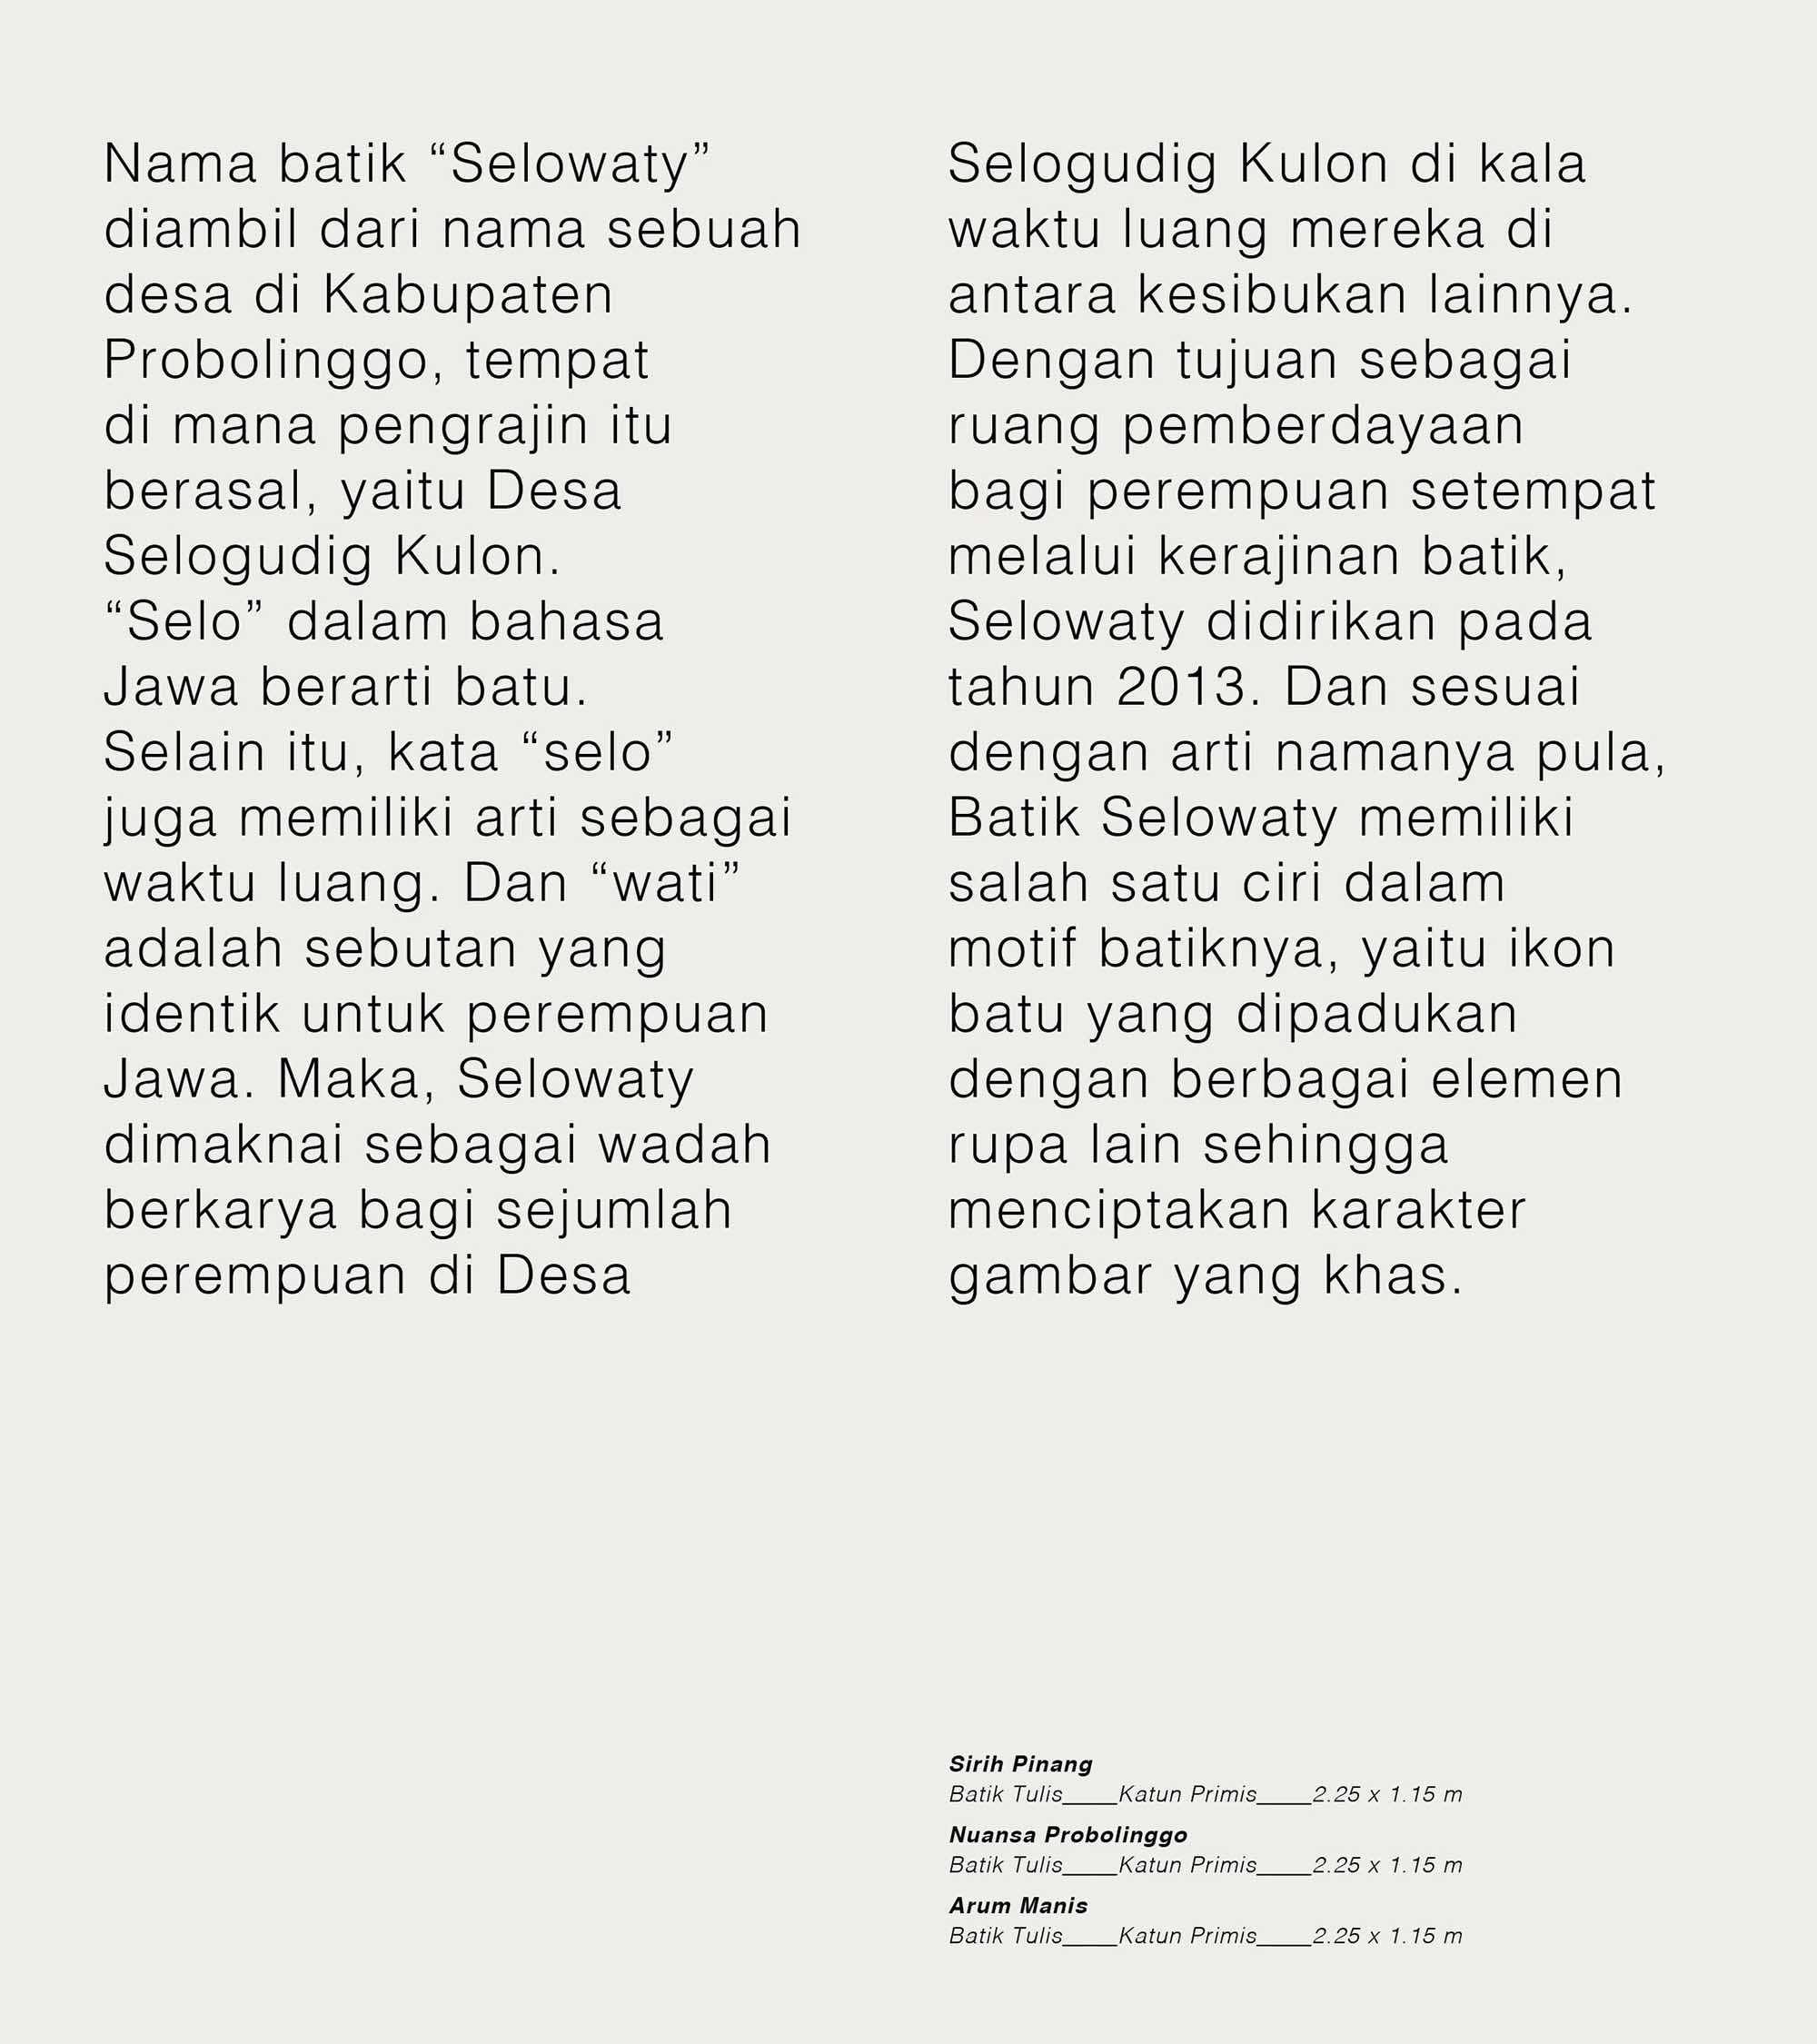 Nama batik “Selowaty”
diambil dari nama sebuah
desa di Kabupaten
Probolinggo, tempat
di mana pengrajin itu
berasal, yaitu Desa
Selogudig Kulon.
“Selo” dalam bahasa
Jawa berarti batu.
Selain itu, kata “selo”
juga memiliki arti sebagai
waktu luang. Dan “wati”
adalah sebutan yang
identik untuk perempuan
Jawa. Maka, Selowaty
dimaknai sebagai wadah
berkarya bagi sejumlah
perempuan di Desa
Selogudig Kulon di kala
waktu luang mereka di
antara kesibukan lainnya.
Dengan tujuan sebagai
ruang pemberdayaan
bagi perempuan setempat
melalui kerajinan batik,
Selowaty didirikan pada
tahun 2013. Dan sesuai
dengan arti namanya pula,
Batik Selowaty memiliki
salah satu ciri dalam
motif batiknya, yaitu ikon
batu yang dipadukan
dengan berbagai elemen
rupa lain sehingga
menciptakan karakter
gambar yang khas.
Sirih Pinang
Batik Tulis____Katun Primis____2.25 x 1.15 m
Nuansa Probolinggo
Batik Tulis____Katun Primis____2.25 x 1.15 m
Arum Manis
Batik Tulis____Katun Primis____2.25 x 1.15 m